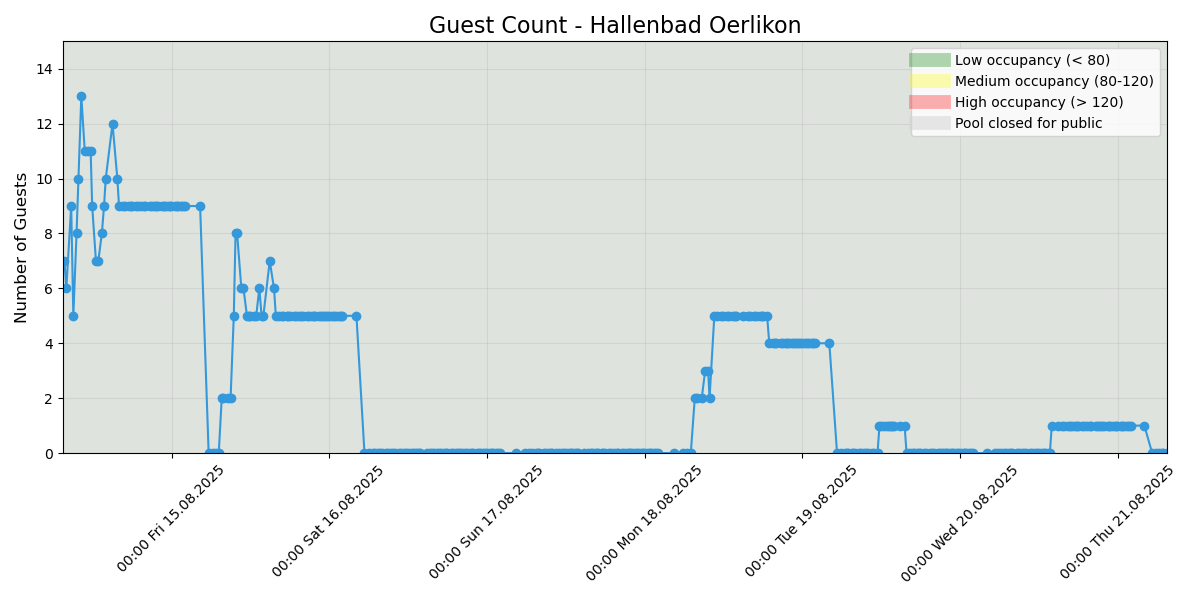 Guest Count - Hallenbad Oerlikon
Low occupancy (< 80)
Medium occupancy (80-120)
High occupancy (> 120)
Pool closed for public
Number of Guests
14
12
10
8
6
4
2
0
00:00 Fri 15.08.2025
00:00 Sat 16.08.2025
00:00 Sun 17.08.2025
00:00 Mon 18.08.2025
00:00 Tue 19.08.2025
00:00 Wed 20.08.2025
00:00 Thu 21.08.2025